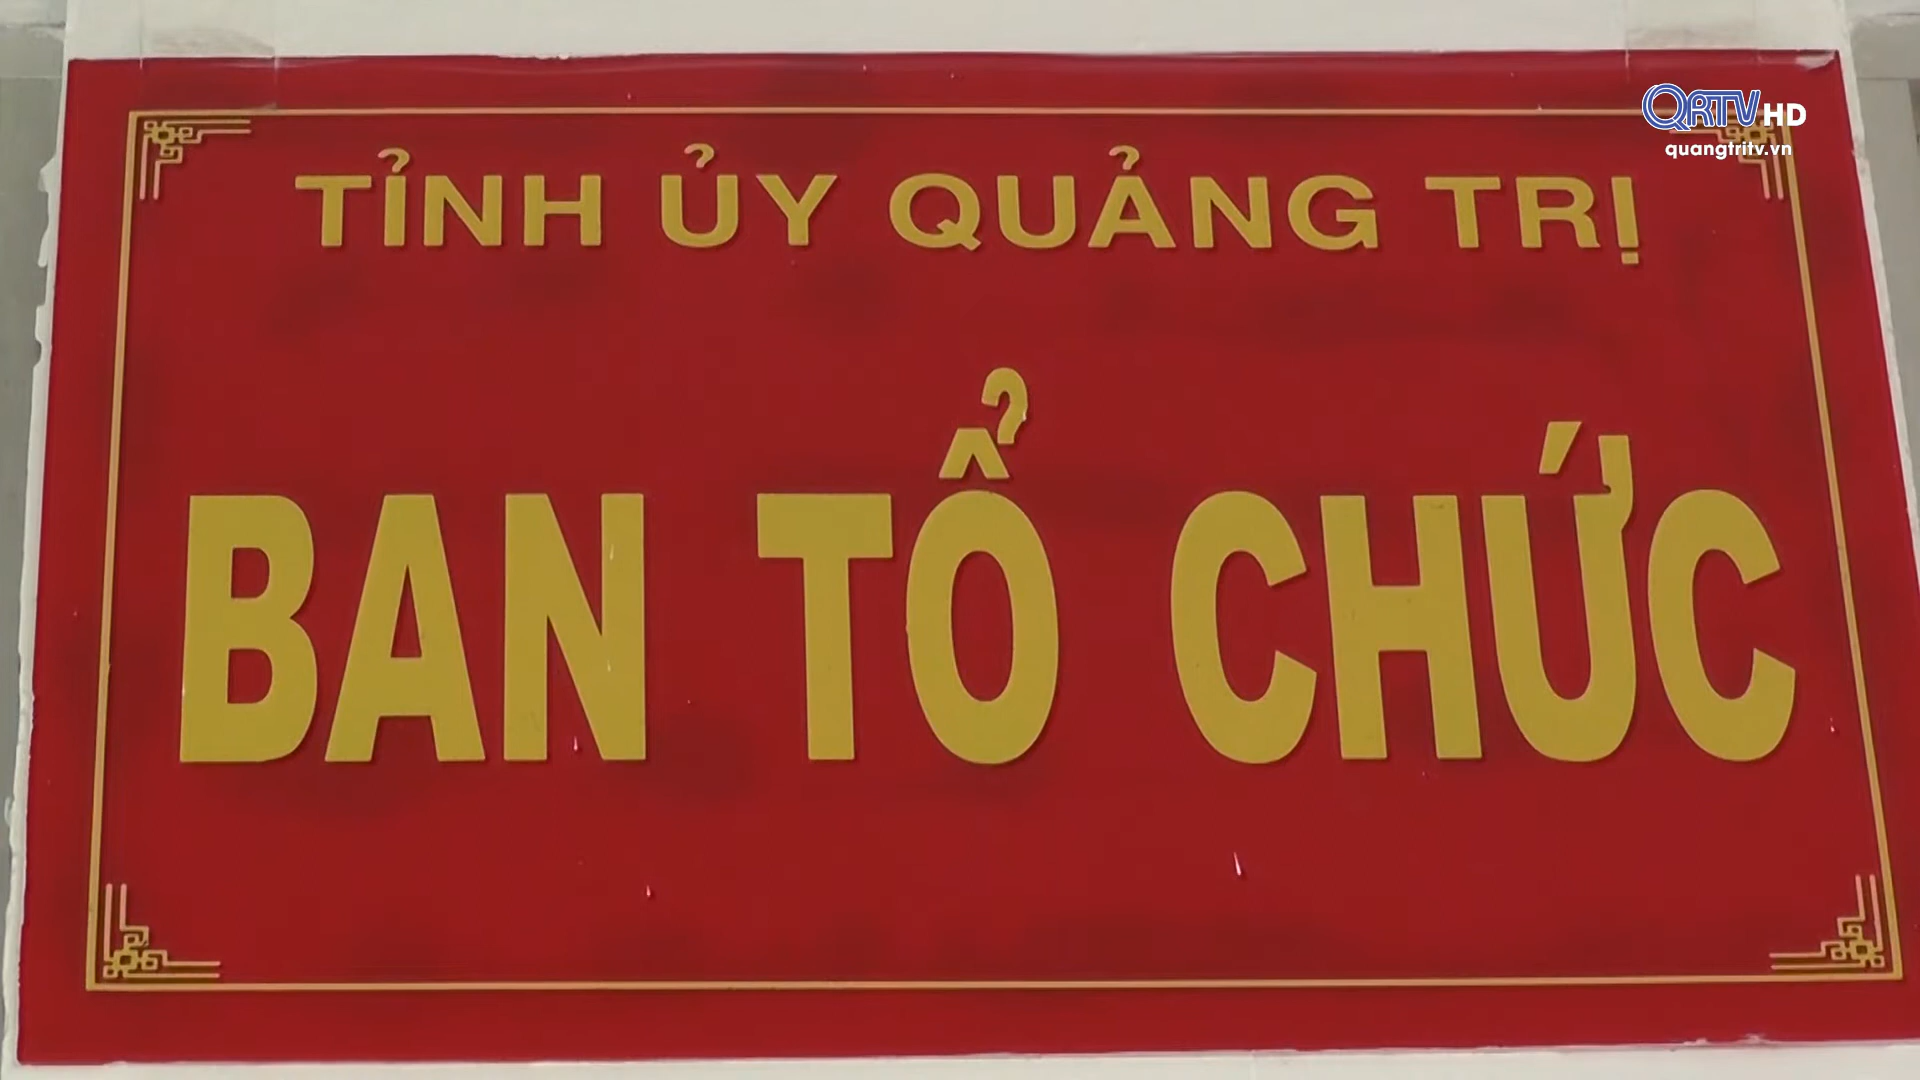 QRTV HD
quangtritv.vn
TỈNH ỦY QUẢNG TRỊ
BAN TỔ CHỨC